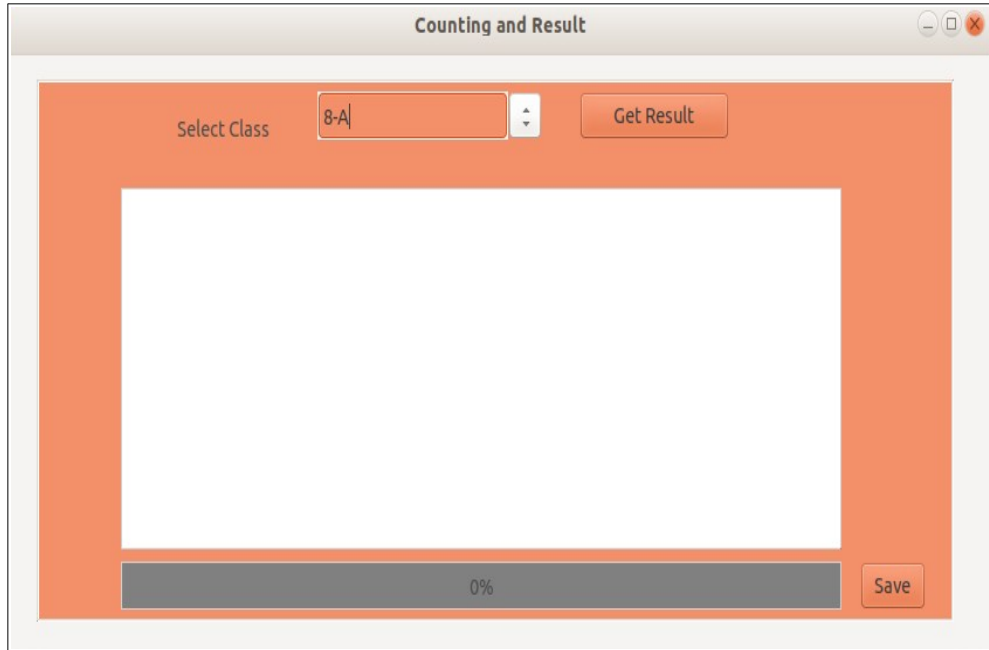 Counting and Result
Select Class
8-A
Get Result
0%
Save